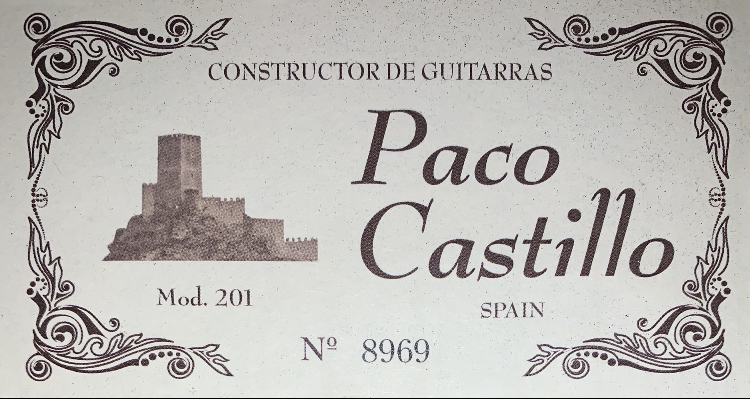 CONSTRUCTOR DE GUITARRAS
Paco
Castillo
SPAIN
Mod. 201
Nº 8969